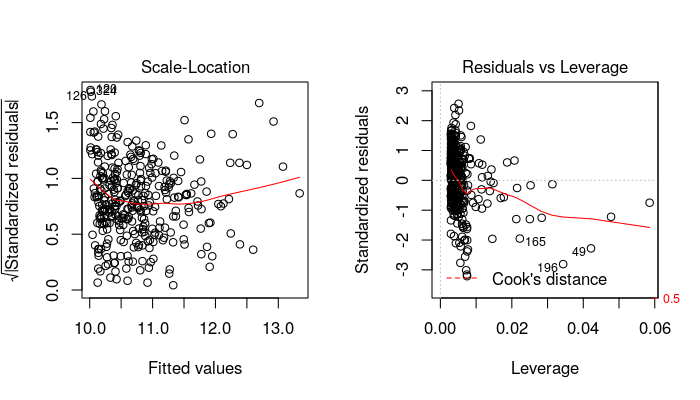 Scale-Location
√|Standardized residuals|
0.0 0.5 1.0 1.5
10.0 11.0 12.0 13.0
Fitted values
126 324
Residuals vs Leverage
Standardized residuals
-3 -2 -1 0 1 2 3
0.00 0.02 0.04 0.06
Leverage
165
49
196
Cook's distance
0.5